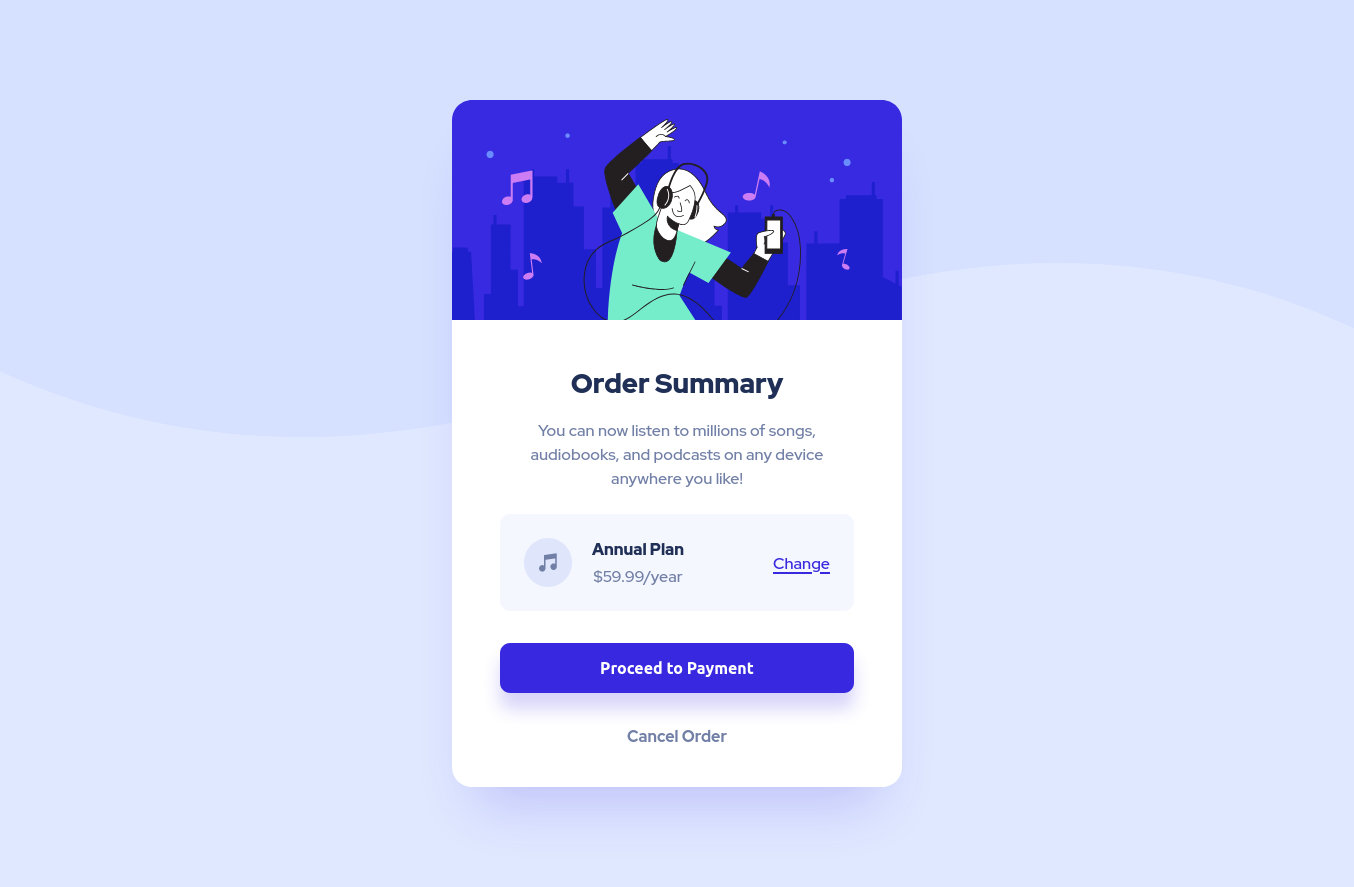 Order Summary
You can now listen to millions of songs,
audiobooks, and podcasts on any device
anywhere you like!
Annual Plan
$59.99/year
Change
Proceed to Payment
Cancel Order